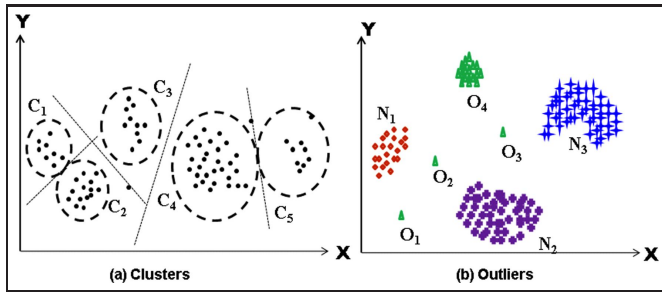 Y
C1
C3
C4
C2
C5
X
(a) Clusters
Y
O4
N1
O3
N3
O2
O1
N2
X
(b) Outliers